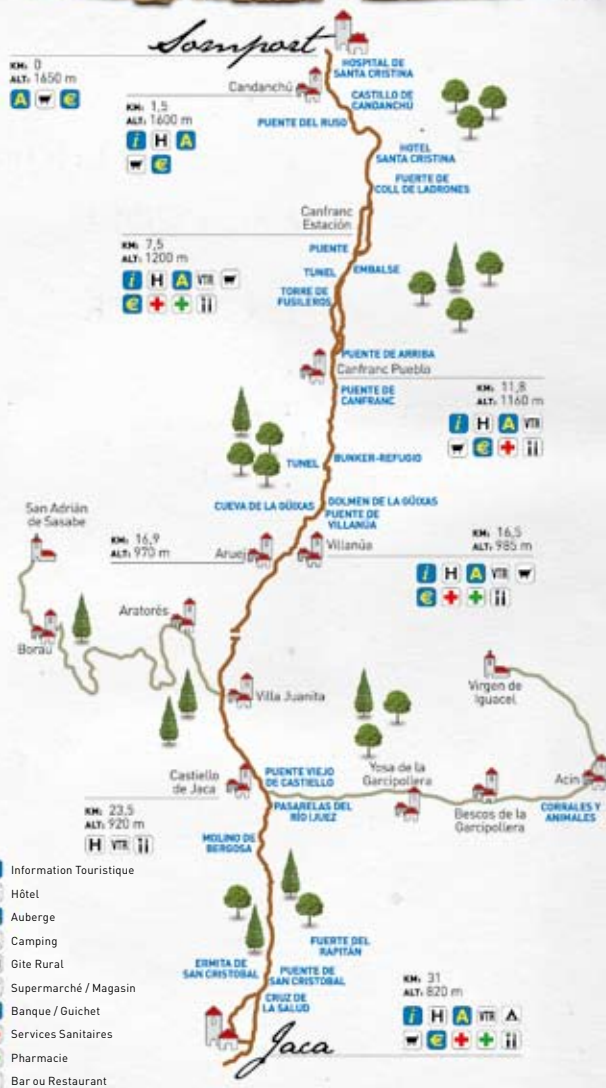 Somport
KM: 0
ALT: 1650 m
A €
HOSPITAL DE
SANTA CRISTINA
Candanchú
CASTILLO DE
CANDANCHÚ
KM: 1,5
ALT: 1600 m
i H A
€
PUENTE DEL RUSO
HOTEL
SANTA CRISTINA
FUERTE DE
COLL DE LADRONES
Canfranc
Estación
KM: 7,5
ALT: 1200 m
i H A VTR
€
PUENTE
EMBALSE
TUNEL
TORRE DE
FUSILEROS
PUENTE DE ARRIBA
Canfranc Pueblo
PUENTE DE
CANFRANC
KM: 11,8
ALT: 1160 m
i H A VTR
€
TUNEL
BUNKER-REFUGIO
CUEVA DE LA GÜIXAS
DOLMEN DE LA GÜIXAS
PUENTE DE
VILLANÚA
San Adrián
de Sasabe
KM: 16,9
ALT: 970 m
Aruej
Villanúa
KM: 16,5
ALT: 985 m
i H A VTR
€
Aratorés
Borau
Villa Juanita
Virgen de
Iguacel
Castiello
de Jaca
PUENTE VIEJO
DE CASTIELLO
Yosa de la
Garcipollera
Acin
PASARELAS DEL
RÍO IJUEZ
Bescos de la
Garcipollera
CORRALES Y
ANIMALES
KM: 23,5
ALT: 920 m
H VTR
MOLINO DE
BERGOSA
Information Touristique
Hôtel
Auberge
Camping
Gite Rural
Supermarché / Magasin
Banque / Guichet
Services Sanitaires
Pharmacie
Bar ou Restaurant
FUERTE DEL
RAPITÁN
ERMITA DE
SAN CRISTOBAL
PUENTE DE
SAN CRISTOBAL
CRUZ DE
LA SALUD
KM: 31
ALT: 820 m
i H A VTR
€
Jaca